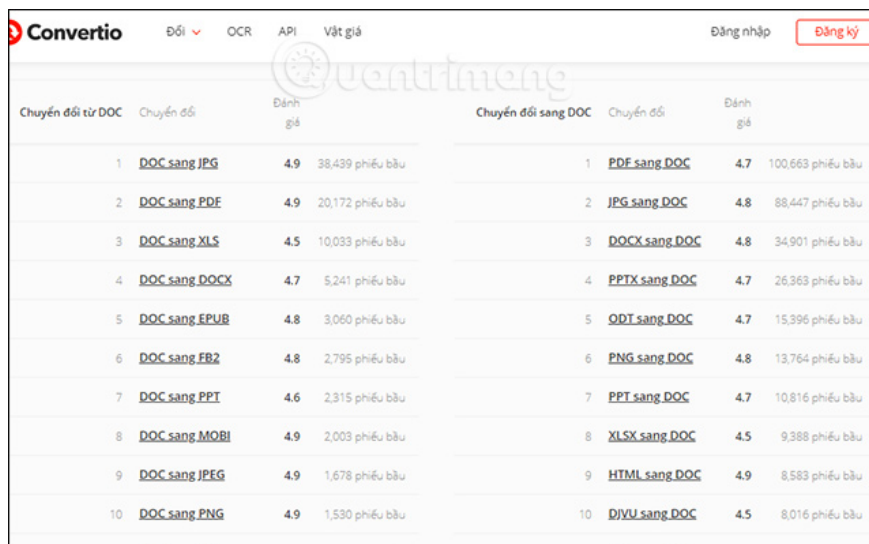 Convertio Đổi OCR API Vật giá Đăng nhập Đăng ký
Quantrimang
Chuyển đổi từ DOC Chuyển đổi Đánh giá
1 DOC sang JPG 4.9 38,439 phiếu bầu
2 DOC sang PDF 4.9 20,172 phiếu bầu
3 DOC sang XLS 4.5 10,033 phiếu bầu
4 DOC sang DOCX 4.7 5,241 phiếu bầu
5 DOC sang EPUB 4.8 3,060 phiếu bầu
6 DOC sang FB2 4.8 2,795 phiếu bầu
7 DOC sang PPT 4.6 2,315 phiếu bầu
8 DOC sang MOBI 4.9 2,003 phiếu bầu
9 DOC sang JPEG 4.9 1,678 phiếu bầu
10 DOC sang PNG 4.9 1,530 phiếu bầu
Chuyển đổi sang DOC Chuyển đổi Đánh giá
1 PDF sang DOC 4.7 100,663 phiếu bầu
2 JPG sang DOC 4.8 88,447 phiếu bầu
3 DOCX sang DOC 4.8 34,901 phiếu bầu
4 PPTX sang DOC 4.7 26,363 phiếu bầu
5 ODT sang DOC 4.7 15,396 phiếu bầu
6 PNG sang DOC 4.8 13,764 phiếu bầu
7 PPT sang DOC 4.7 10,816 phiếu bầu
8 XLSX sang DOC 4.5 9,388 phiếu bầu
9 HTML sang DOC 4.9 8,583 phiếu bầu
10 DJVU sang DOC 4.5 8,016 phiếu bầu